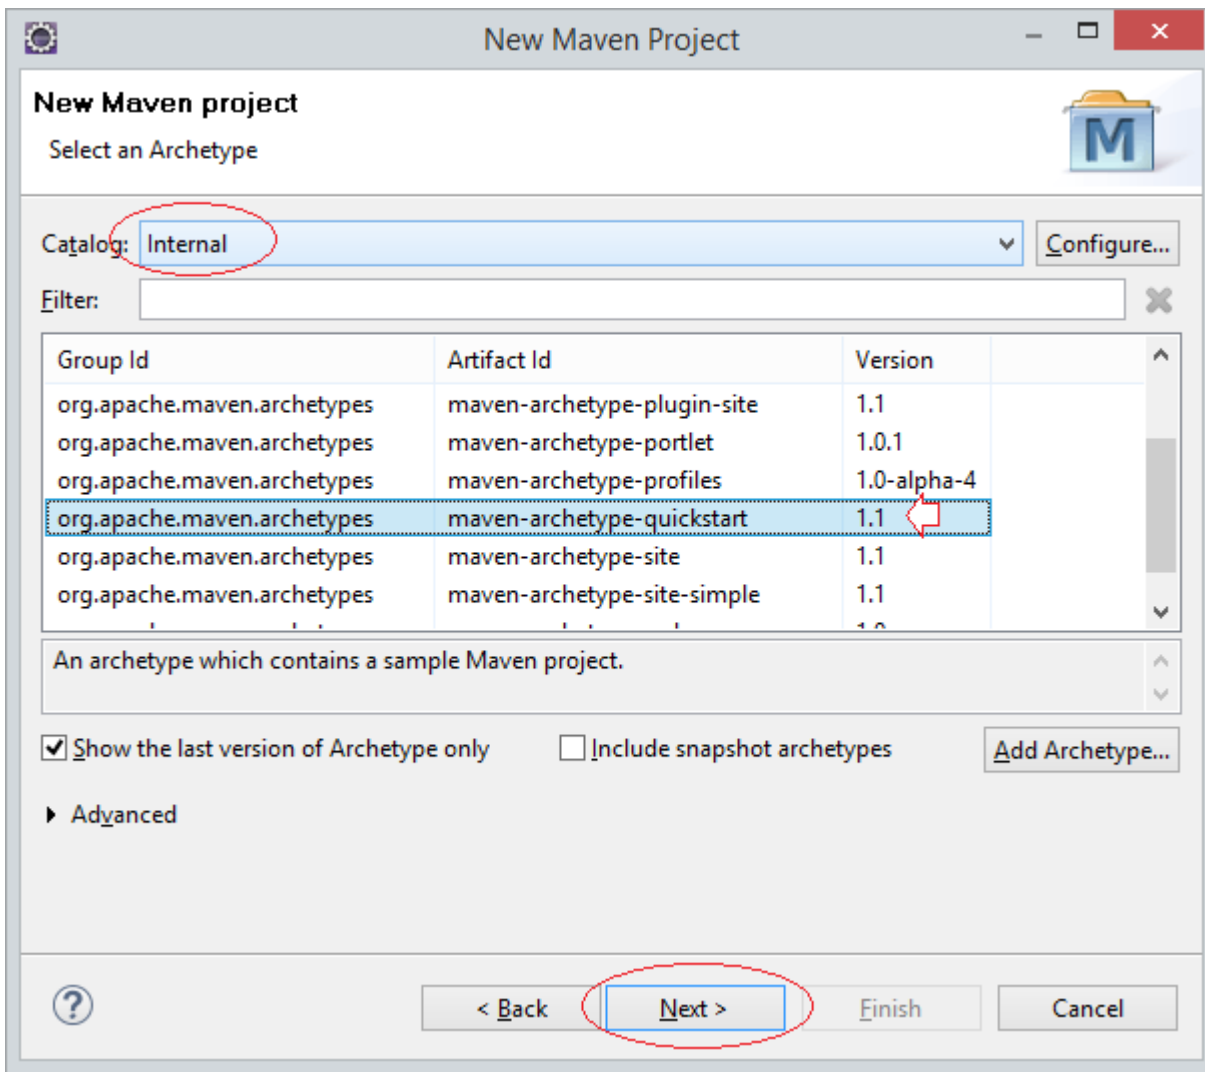 New Maven Project
New Maven project
Select an Archetype
M
Catalog: Internal Configure...
Filter:
Group Id Artifact Id Version
org.apache.maven.archetypes maven-archetype-plugin-site 1.1
org.apache.maven.archetypes maven-archetype-portlet 1.0.1
org.apache.maven.archetypes maven-archetype-profiles 1.0-alpha-4
org.apache.maven.archetypes maven-archetype-quickstart 1.1
org.apache.maven.archetypes maven-archetype-site 1.1
org.apache.maven.archetypes maven-archetype-site-simple 1.1
An archetype which contains a sample Maven project.
Show the last version of Archetype only Include snapshot archetypes Add Archetype...
Advanced
? < Back Next > Finish Cancel